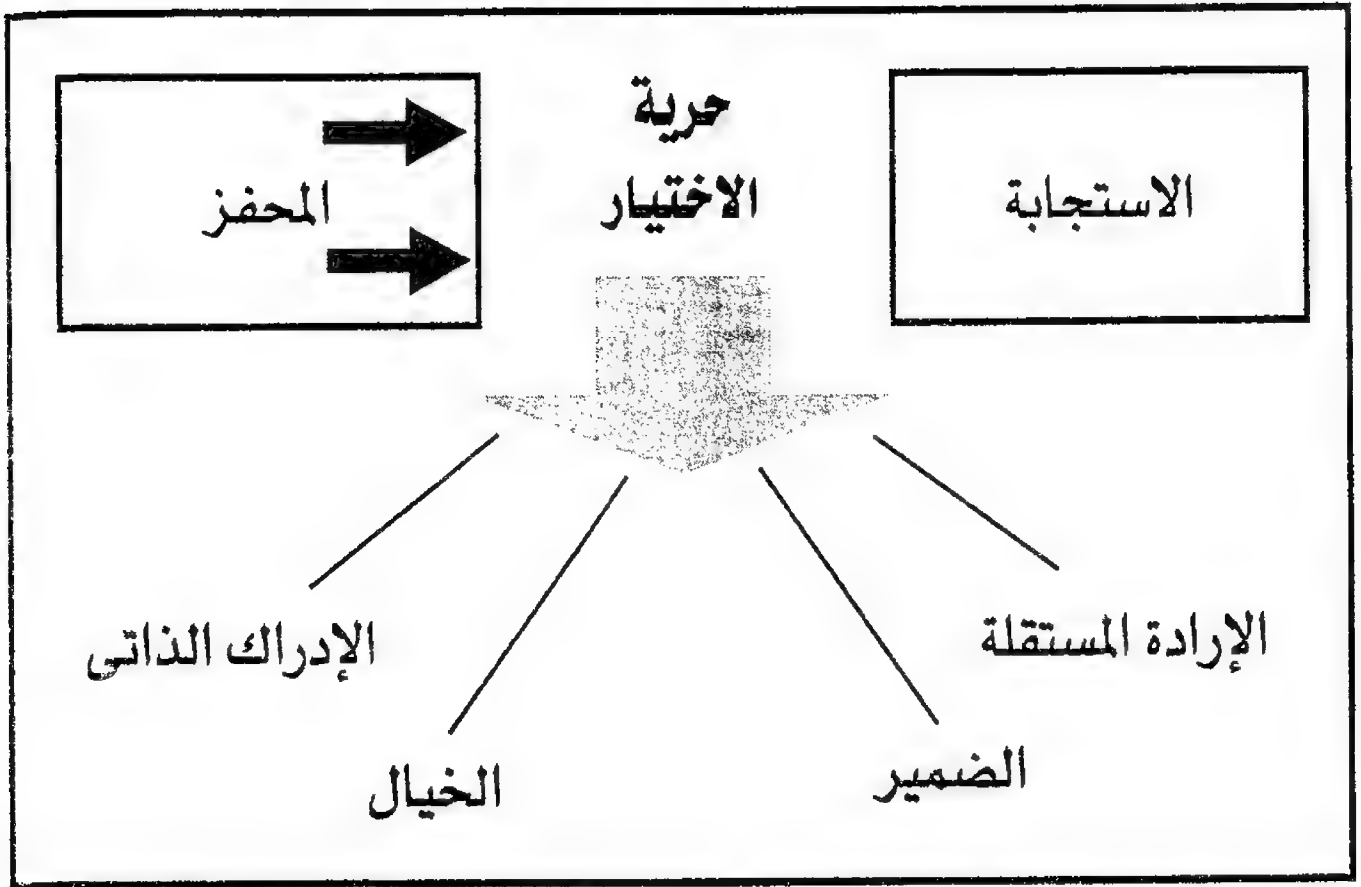 المحفز
حرية
الاختيار
الاستجابة
الإدراك الذاتى
الخيال
الضمير
الإرادة المستقلة